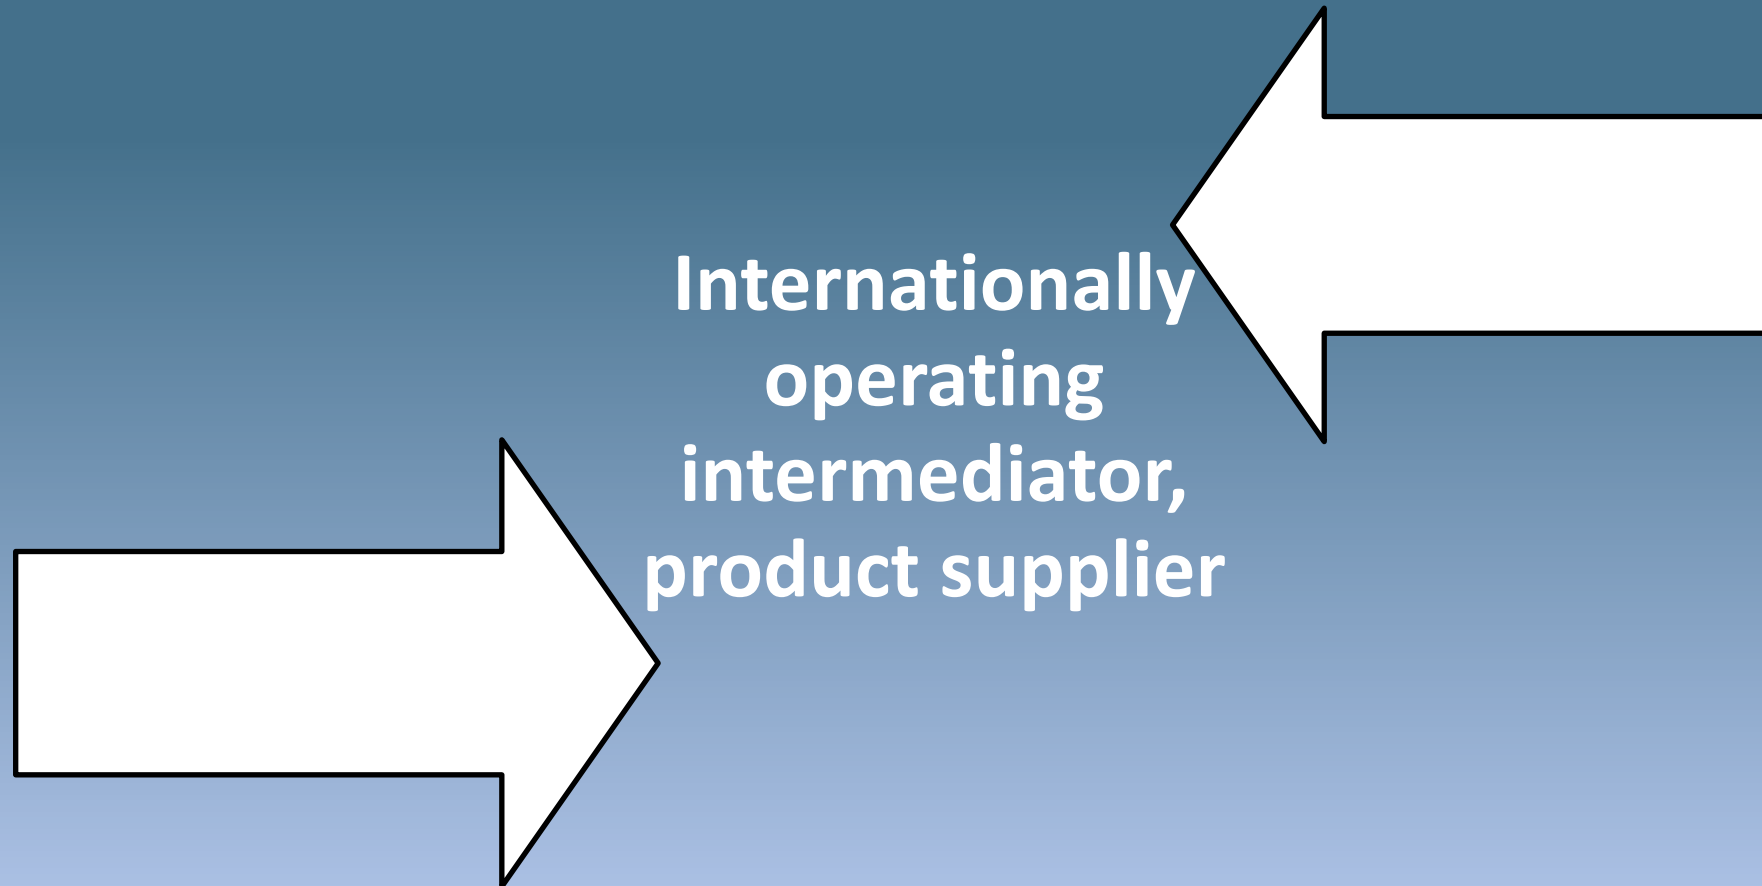 Internationally
operating
intermediator,
product supplier